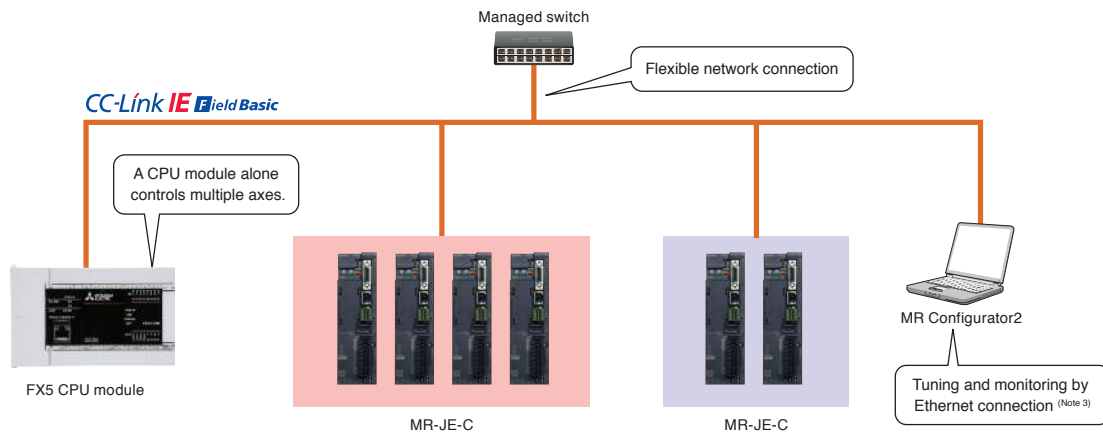 Managed switch
Flexible network connection
CC-Link IE Field Basic
A CPU module alone
controls multiple axes.
MR Configurator2
FX5 CPU module
Tuning and monitoring by
Ethernet connection (Note 3)
MR-JE-C
MR-JE-C